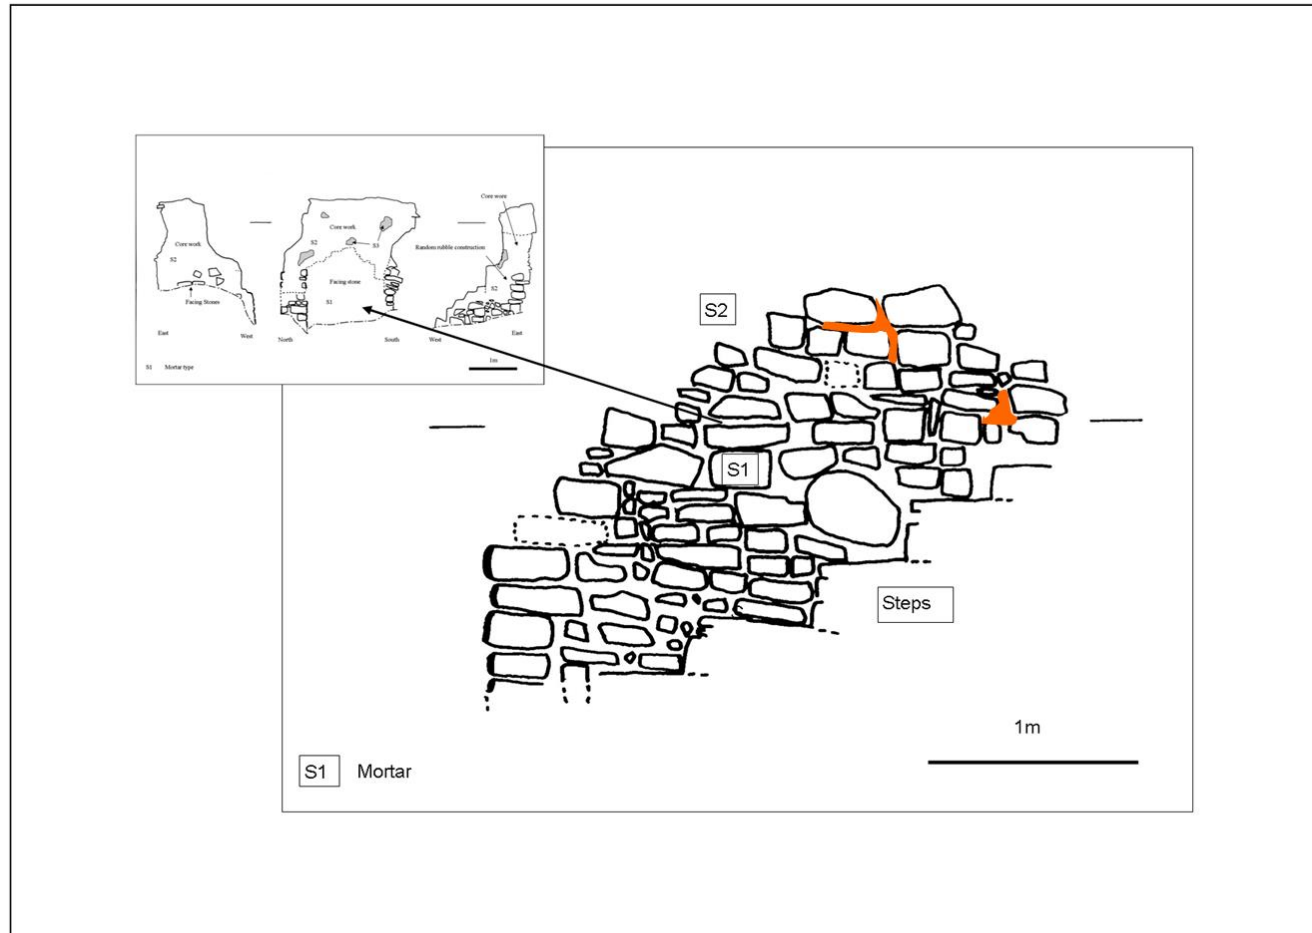 Core work
Core work
Core work
S2
S3
Random rubble construction
S2
Facing stone
S2
S1
Facing Stones
East
West
North
South
West
East
1m
S1 Mortar type
S2
S1
Steps
1m
S1 Mortar